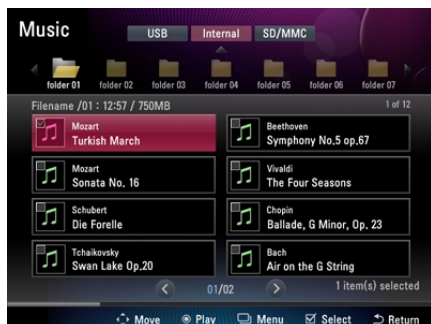 Music
USB Internal SD/MMC
folder 01 folder 02 folder 03 folder 04 folder 05 folder 06 folder 07
Filename /01 : 12:57 / 750MB 1 of 12
Mozart
Turkish March
Beethoven
Symphony No.5 op.67
Mozart
Sonata No. 16
Vivaldi
The Four Seasons
Schubert
Die Forelle
Chopin
Ballade, G Minor, Op. 23
Tchaikovsky
Swan Lake Op.20
Bach
Air on the G String
01/02 1 item(s) selected
Move Play Menu Select Return